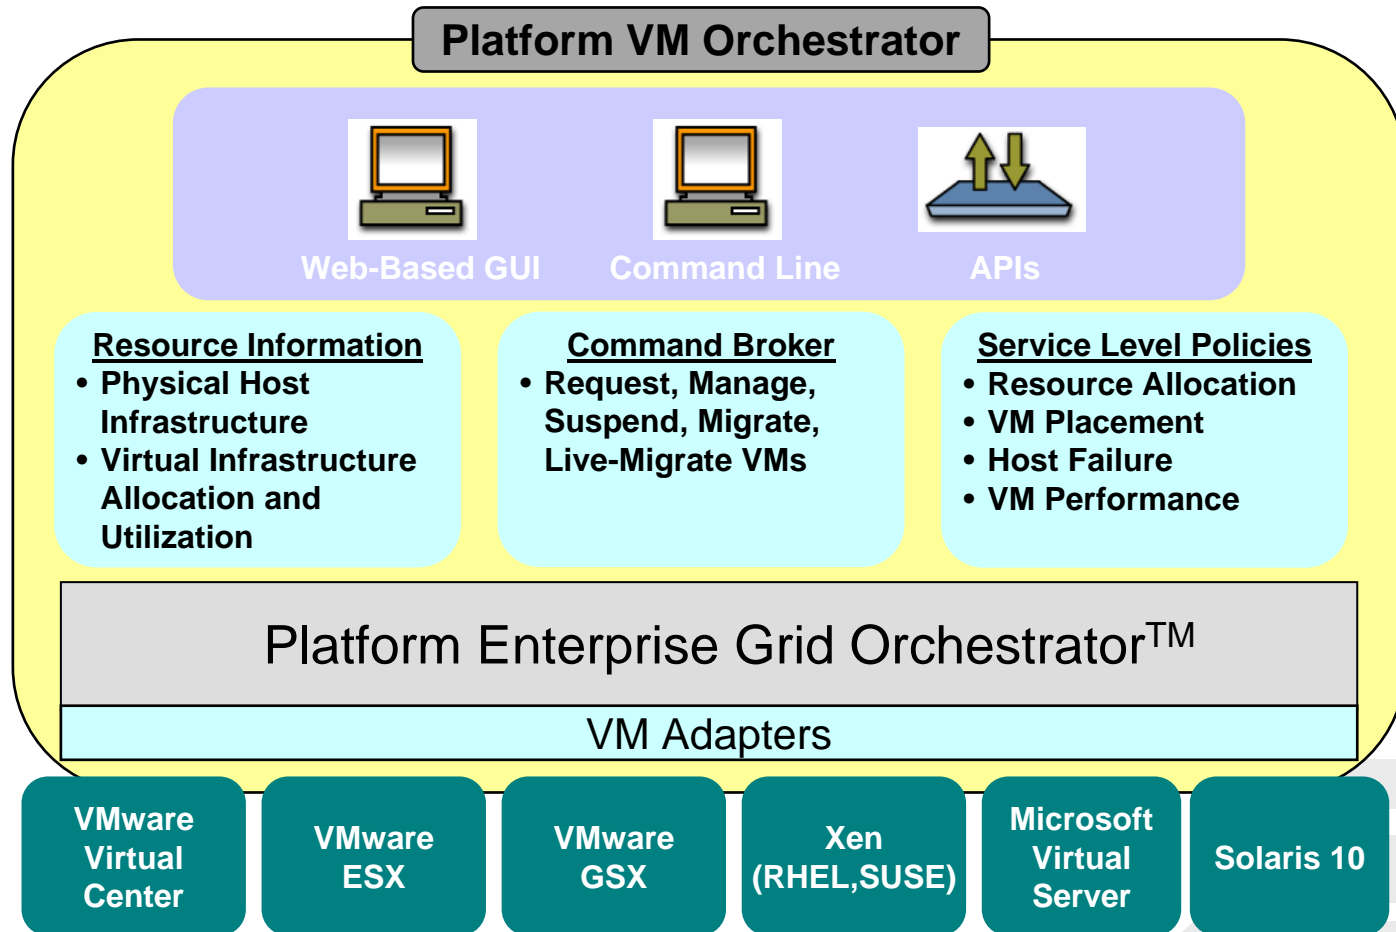 Platform VM Orchestrator
Web-Based GUI
Command Line
APIs
Resource Information
• Physical Host
Infrastructure
• Virtual Infrastructure
Allocation and
Utilization
Command Broker
• Request, Manage,
Suspend, Migrate,
Live-Migrate VMs
Service Level Policies
• Resource Allocation
• VM Placement
• Host Failure
• VM Performance
Platform Enterprise Grid Orchestrator™
VM Adapters
VMware
Virtual
Center
VMware
ESX
VMware
GSX
Xen
(RHEL,SUSE)
Microsoft
Virtual
Server
Solaris 10